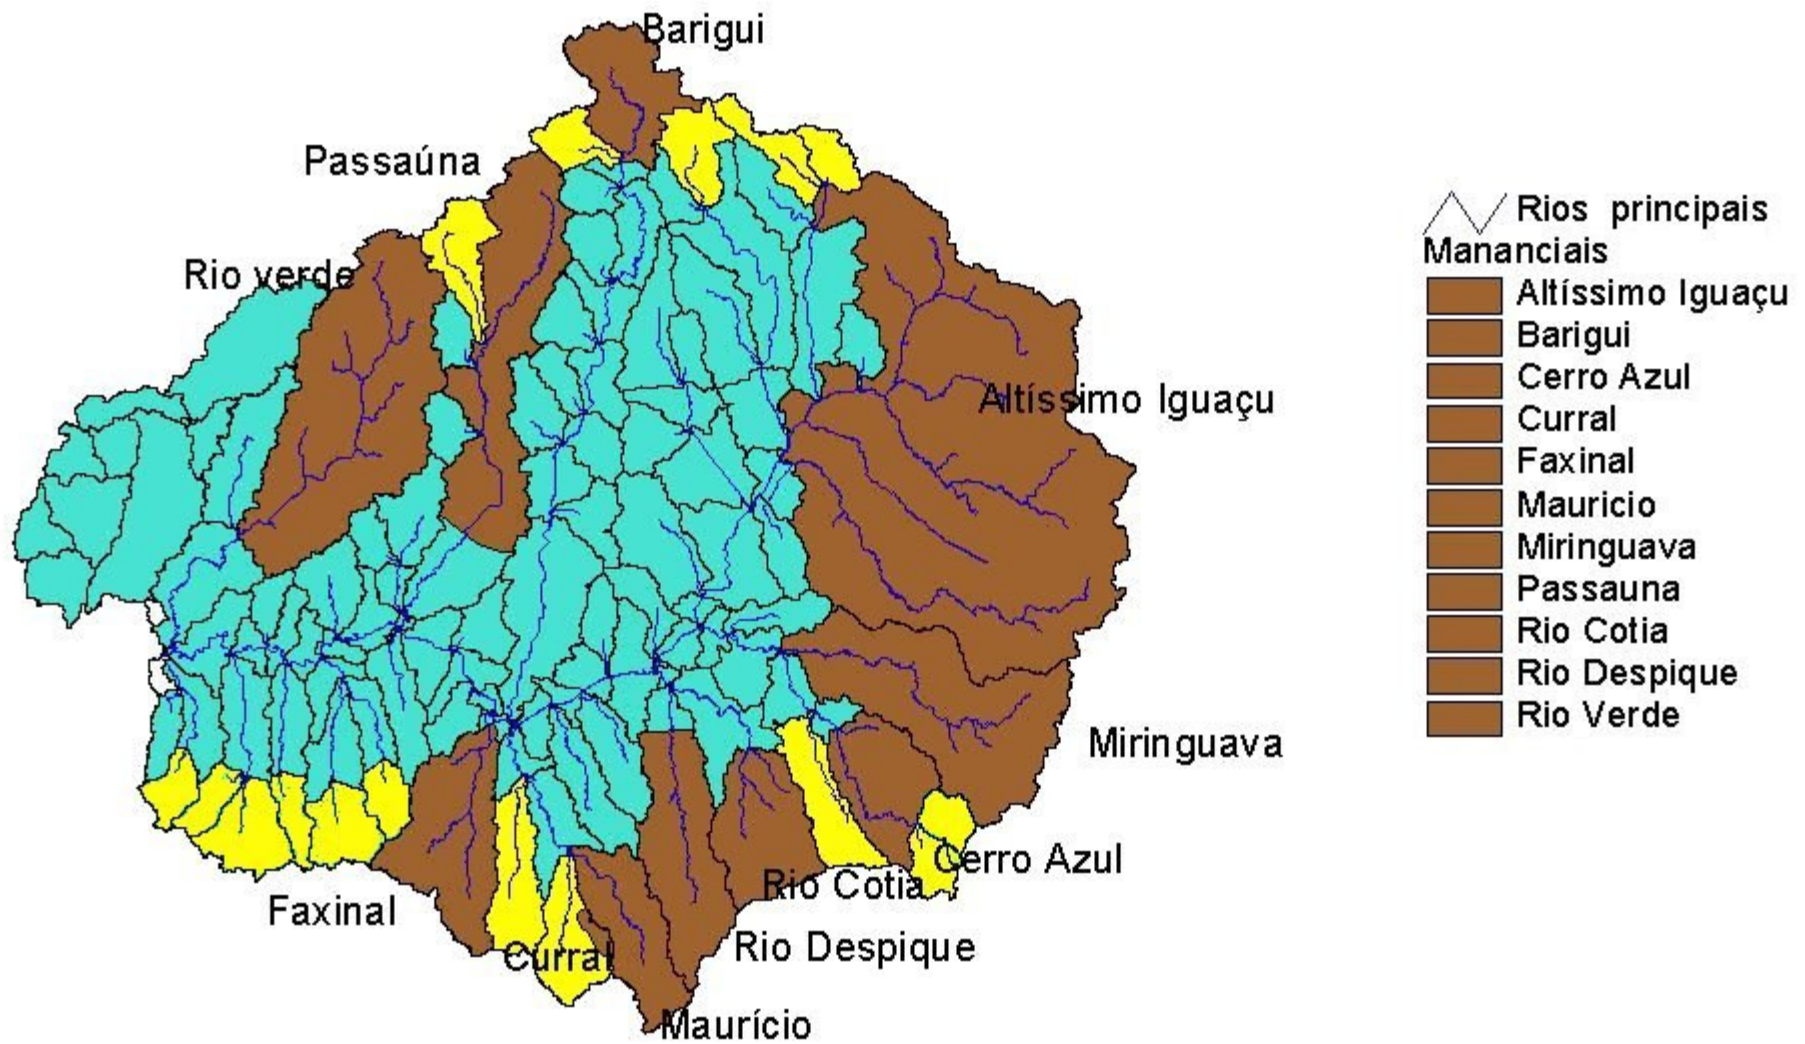 Barigui
Passaúna
Rio verde
Altíssimo Iguaçu
Miringuava
Cerro Azul
Rio Cotia
Faxinal
Rio Despique
Curral
Maurício
Rios principais
Mananciais
Altíssimo Iguaçu
Barigui
Cerro Azul
Curral
Faxinal
Mauricio
Miringuava
Passauna
Rio Cotia
Rio Despique
Rio Verde